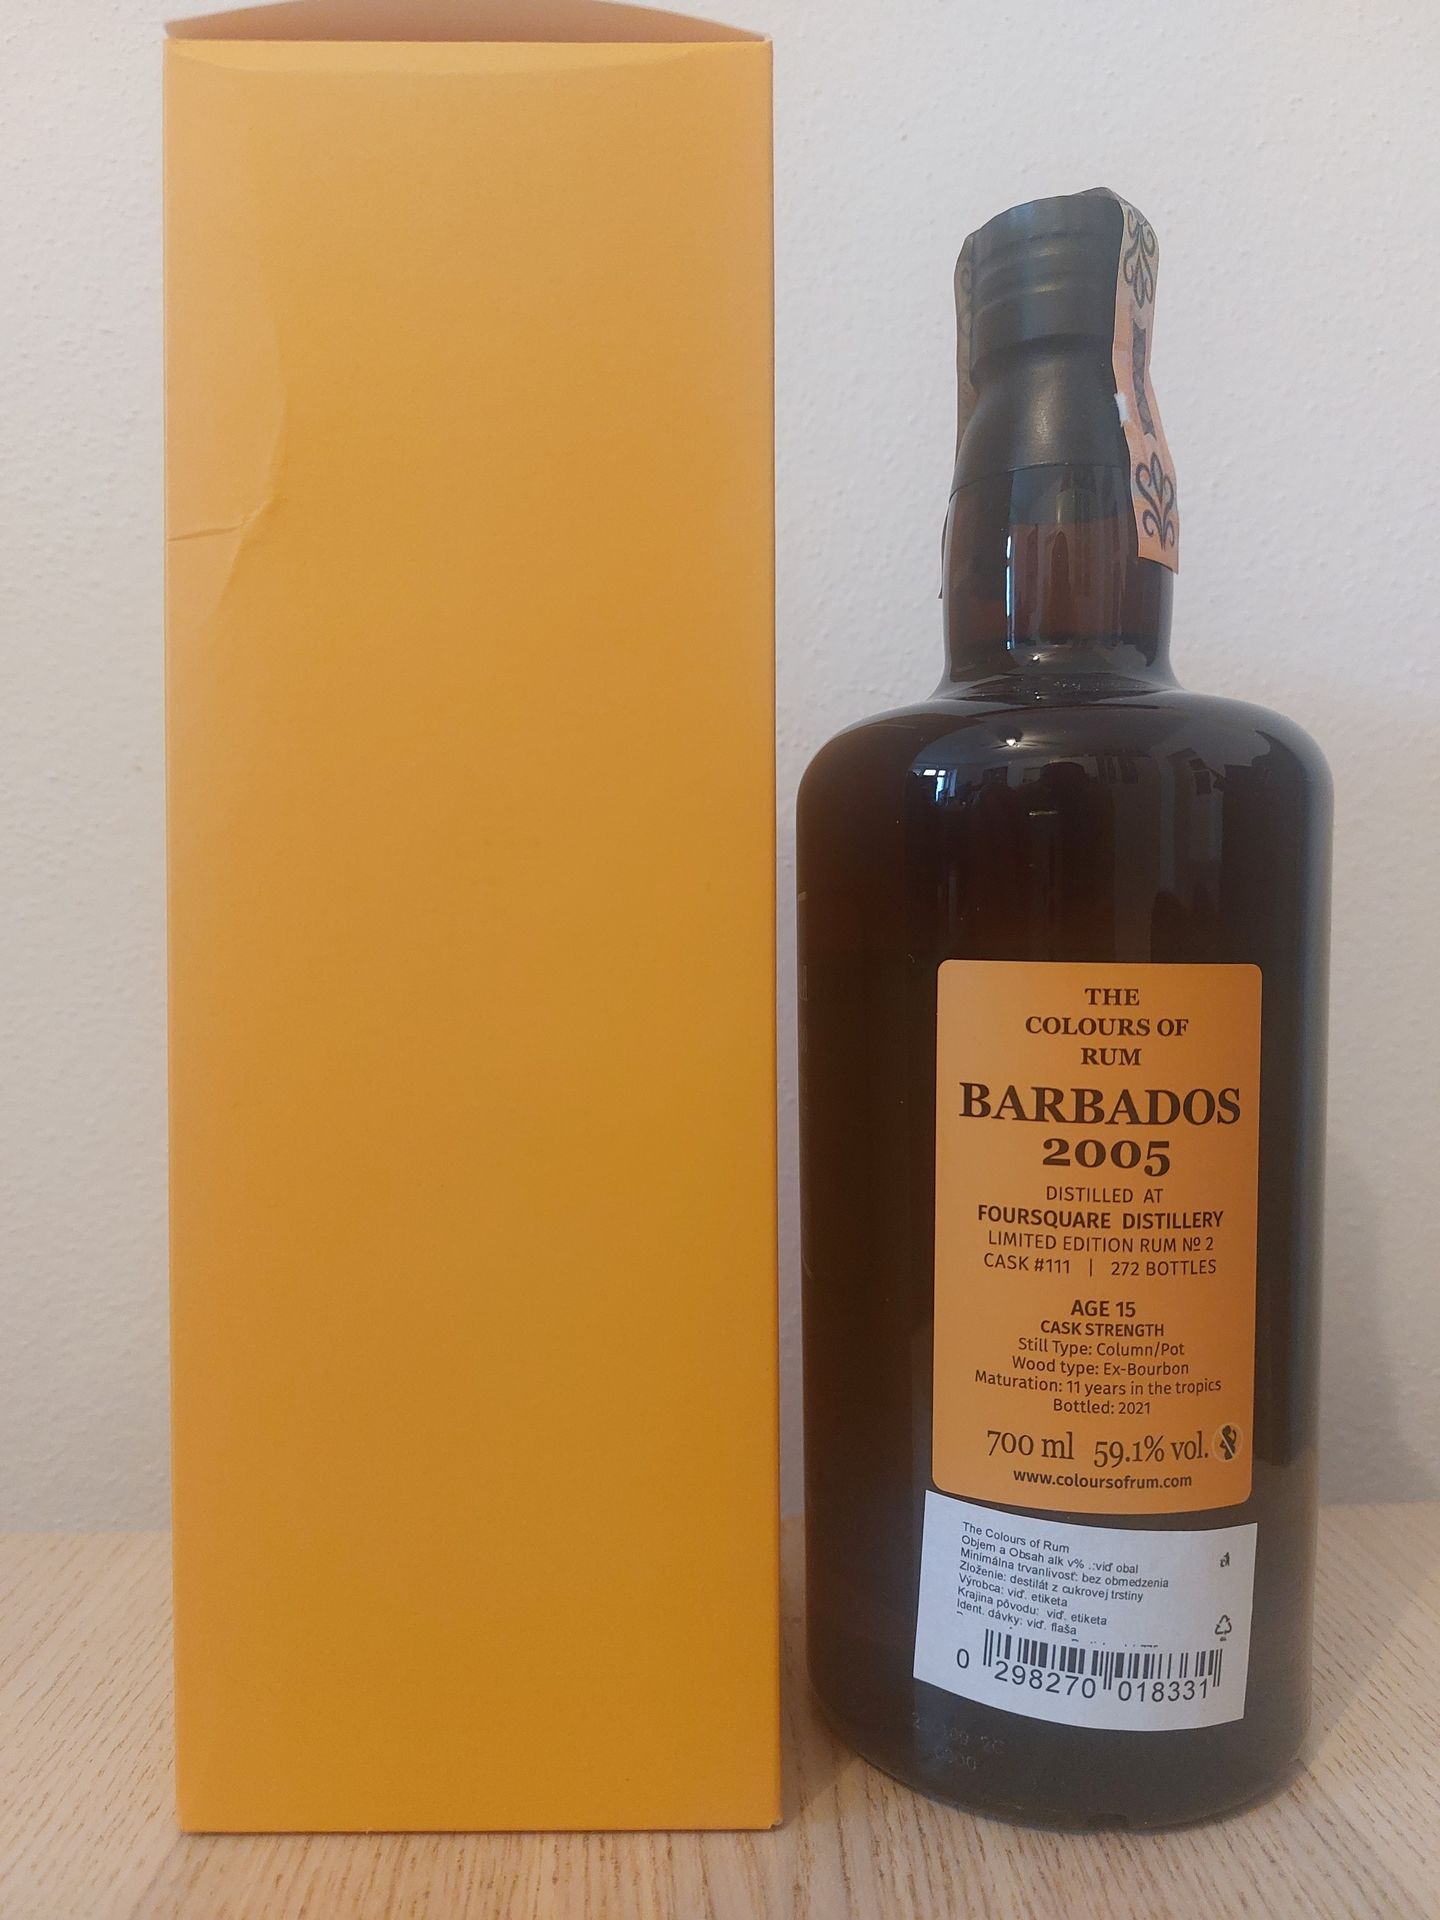 THE
COLOURS OF
RUM
BARBADOS
2005
DISTILLED AT
FOURSQUARE DISTILLERY
LIMITED EDITION RUM Nº 2
CASK #111 | 272 BOTTLES
AGE 15
CASK STRENGTH
Still Type: Column/Pot
Wood type: Ex-Bourbon
Maturation: 11 years in the tropics
Bottled: 2021
700 ml 59.1% vol.
www.coloursofrum.com
The Colours of Rum
Objem a Obsah alk v% .:viď obal
Minimálna trvanlivosť: bez obmedzenia
Zloženie: destilát z cukrovej trstiny
Výrobca: viď. etiketa
Krajina pôvodu: viď. etiketa
Ident. dávky: viď. fľaša
0 298270 018331